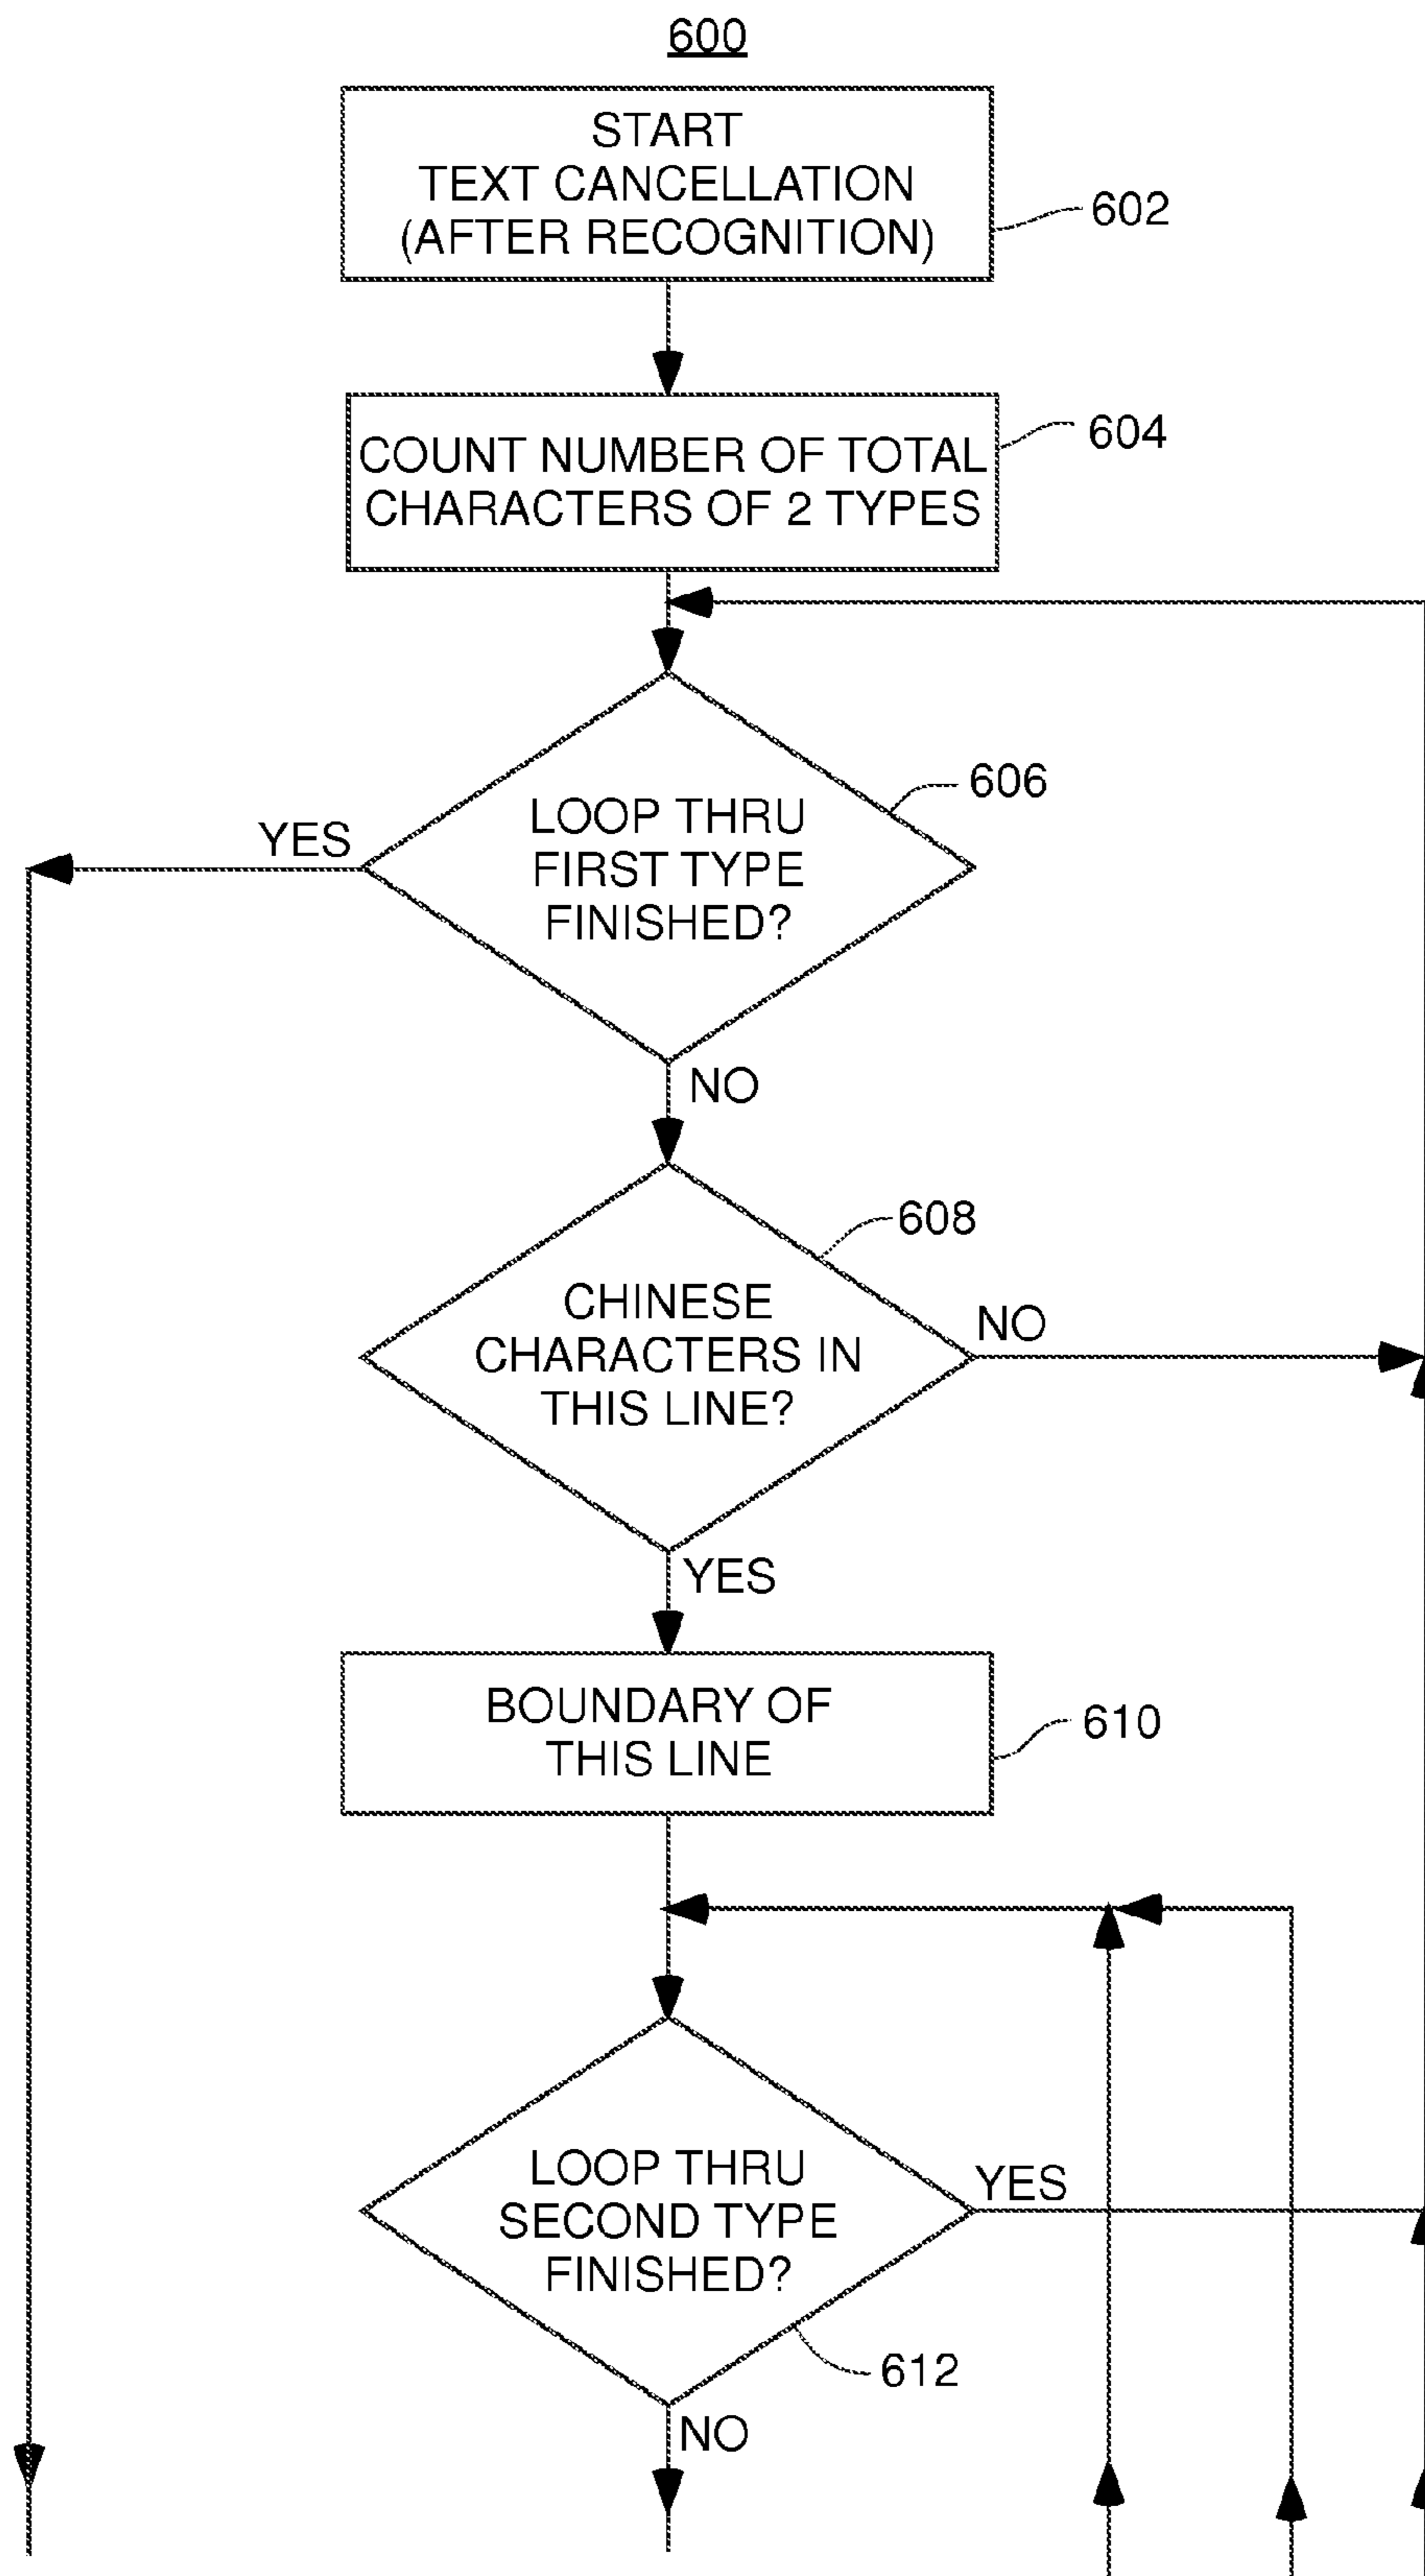 600
START
TEXT CANCELLATION
(AFTER RECOGNITION)
602
COUNT NUMBER OF TOTAL
CHARACTERS OF 2 TYPES
604
LOOP THRU
FIRST TYPE
FINISHED?
606
YES
NO
CHINESE
CHARACTERS IN
THIS LINE?
608
NO
YES
BOUNDARY OF
THIS LINE
610
LOOP THRU
SECOND TYPE
FINISHED?
YES
612
NO